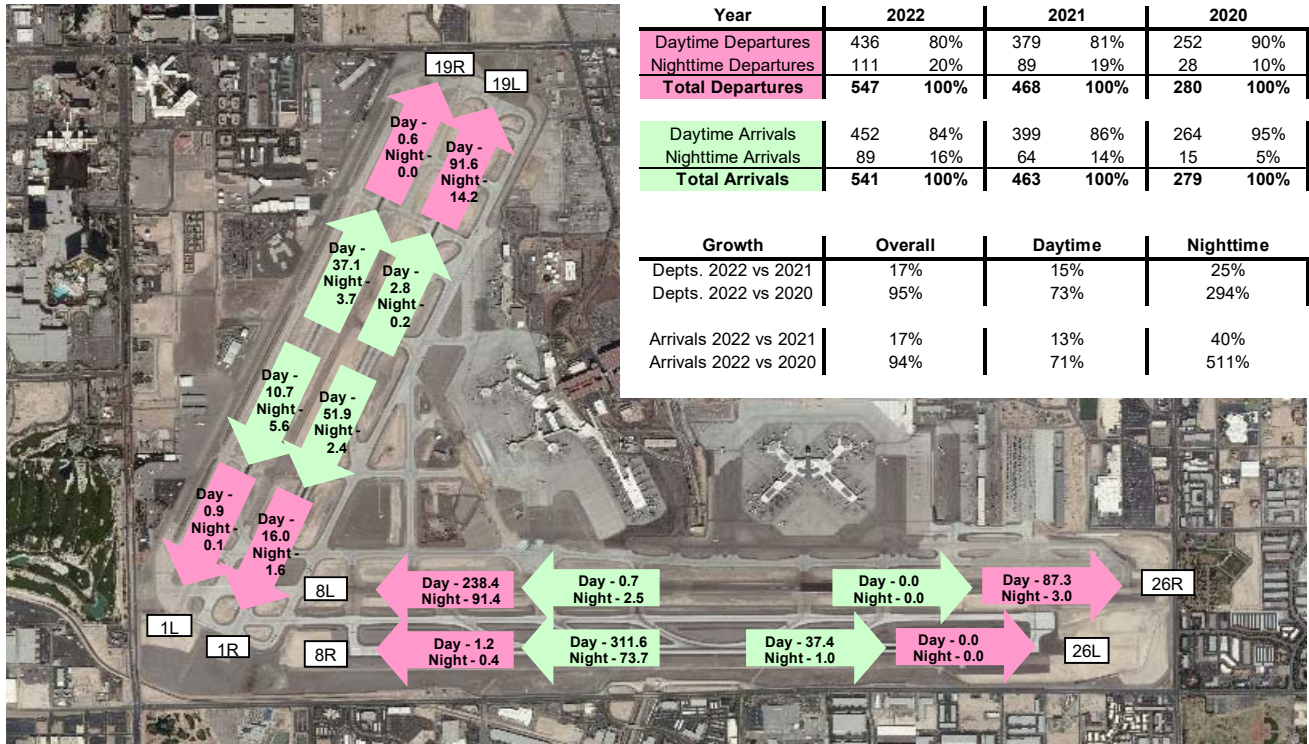 Year 2022 2021 2020
Daytime Departures 436 80% 379 81% 252 90%
Nighttime Departures 111 20% 89 19% 28 10%
Total Departures 547 100% 468 100% 280 100%
Daytime Arrivals 452 84% 399 86% 264 95%
Nighttime Arrivals 89 16% 64 14% 15 5%
Total Arrivals 541 100% 463 100% 279 100%
Growth Overall Daytime Nighttime
Depts. 2022 vs 2021 17% 15% 25%
Depts. 2022 vs 2020 95% 73% 294%
Arrivals 2022 vs 2021 17% 13% 40%
Arrivals 2022 vs 2020 94% 71% 511%
19R
19L
Day -
0.6
Night -
0.0
Day -
91.6
Night -
14.2
Day -
37.1
Night -
3.7
Day -
2.8
Night -
0.2
Day -
10.7
Night -
5.6
Day -
51.9
Night -
2.4
Day -
0.9
Night -
0.1
Day -
16.0
Night -
1.6
1L
1R
8L
Day - 238.4
Night - 91.4
Day - 0.7
Night - 2.5
Day - 0.0
Night - 0.0
Day - 87.3
Night - 3.0
26R
8R
Day - 1.2
Night - 0.4
Day - 311.6
Night - 73.7
Day - 37.4
Night - 1.0
Day - 0.0
Night - 0.0
26L